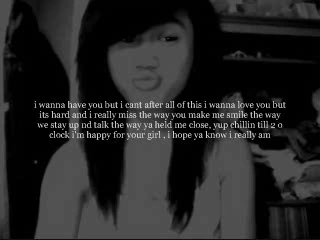 i wanna have you but i cant after all of this i wanna love you but
its hard and i really miss the way you make me smile the way
we stay up nd talk the way ya held me close, yup chillin till 2 o
clock i'm happy for your girl , i hope ya know i really am